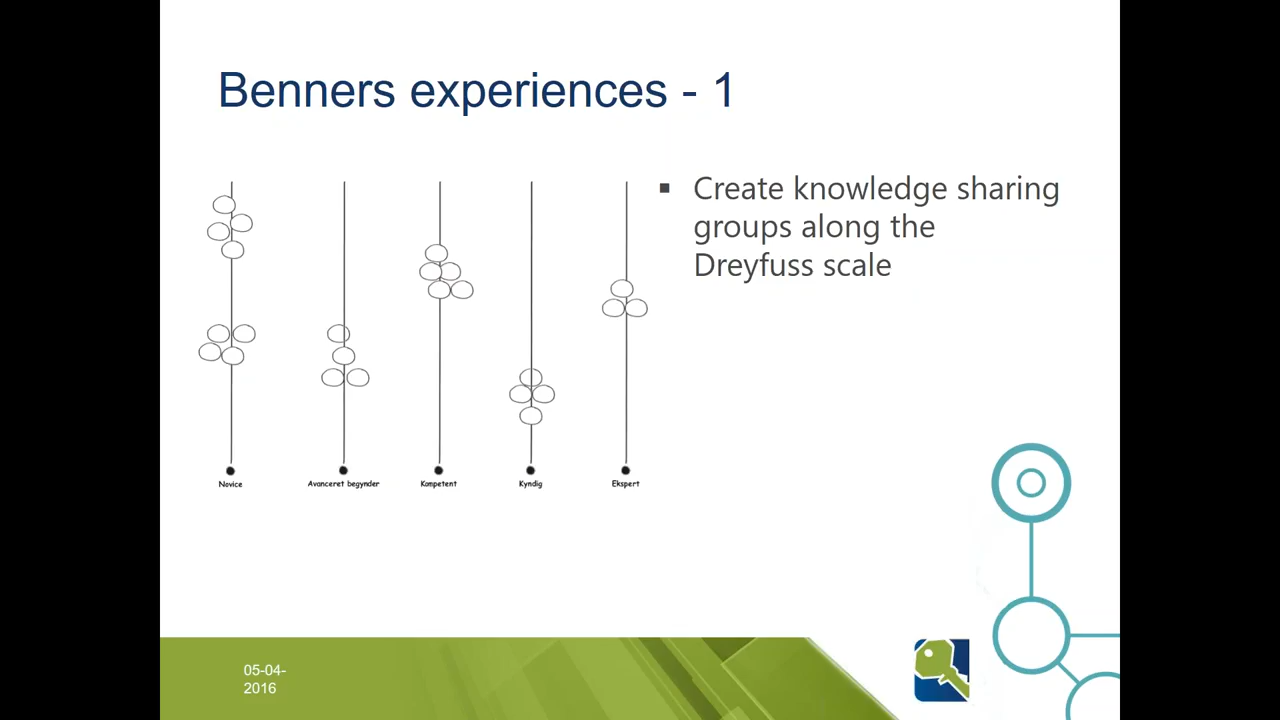 Benners experiences - 1
▪ Create knowledge sharing
groups along the
Dreyfuss scale
Novice
Avanceret begynder
Kompetent
Kyndig
Ekspert
05-04-
2016